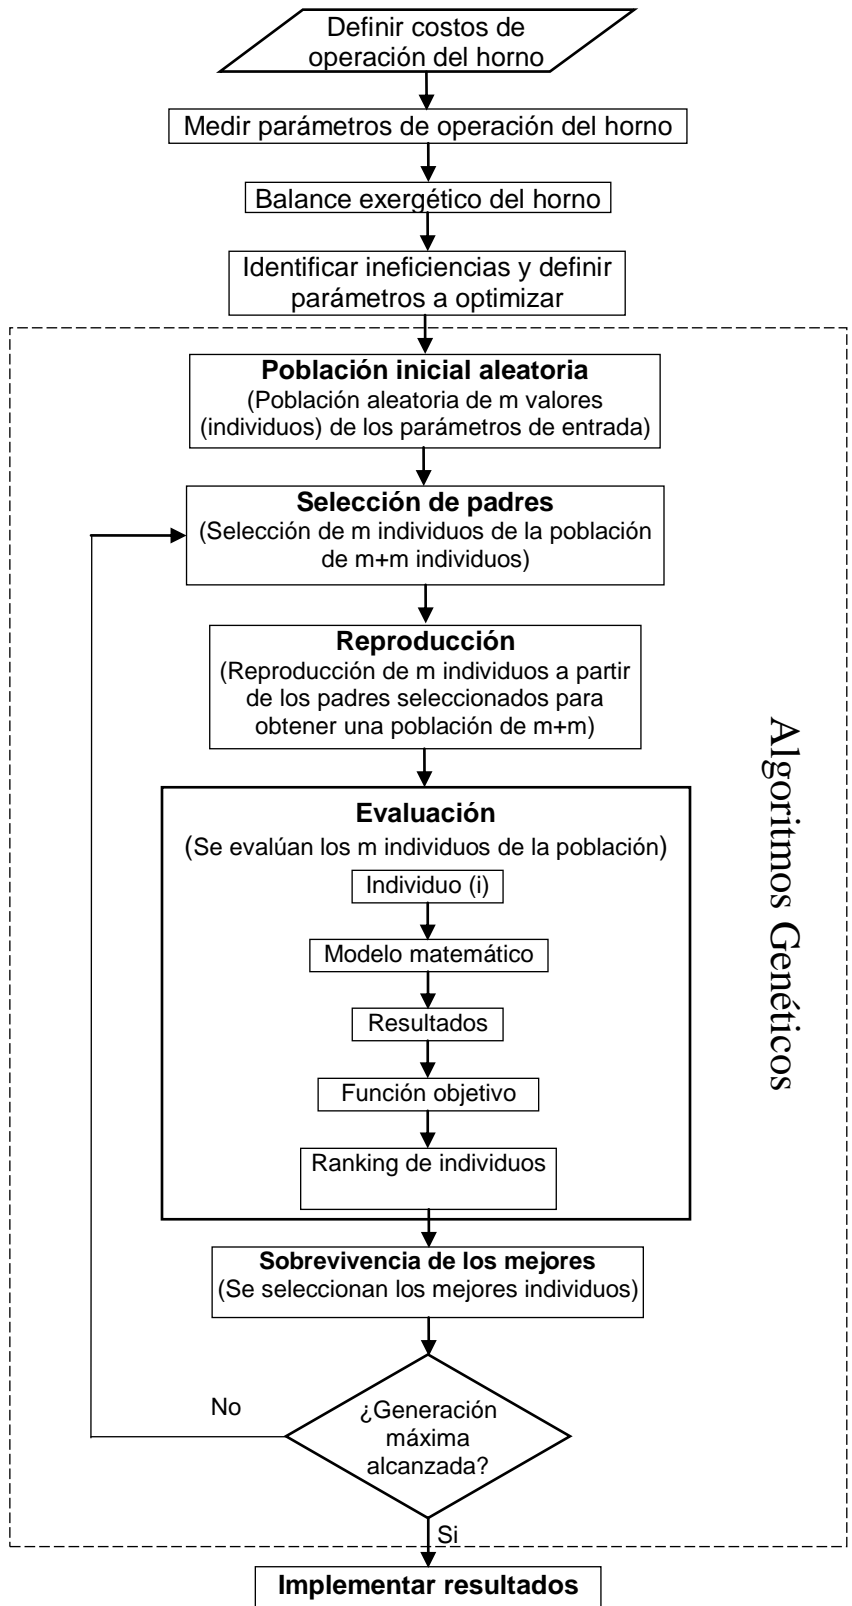 Definir costos de
operación del horno
Medir parámetros de operación del horno
Balance exergético del horno
Identificar ineficiencias y definir
parámetros a optimizar
Población inicial aleatoria
(Población aleatoria de m valores
(individuos) de los parámetros de entrada)
Selección de padres
(Selección de m individuos de la población
de m+m individuos)
Reproducción
(Reproducción de m individuos a partir
de los padres seleccionados para
obtener una población de m+m)
Algoritmos Genéticos
Evaluación
(Se evalúan los m individuos de la población)
Individuo (i)
Modelo matemático
Resultados
Función objetivo
Ranking de individuos
Sobrevivencia de los mejores
(Se seleccionan los mejores individuos)
No
¿Generación
máxima
alcanzada?
Si
Implementar resultados